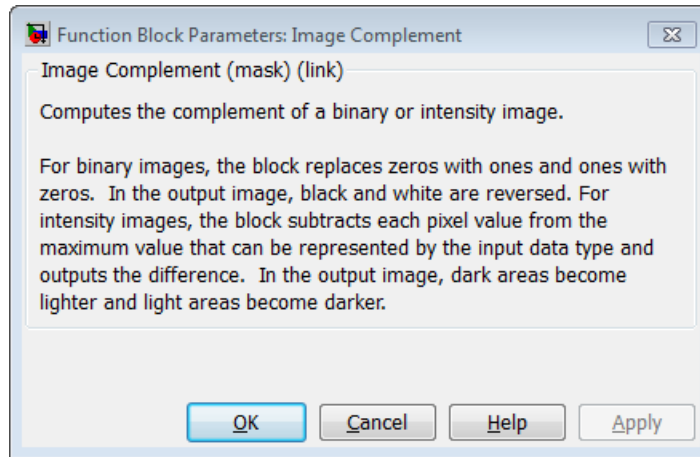 Function Block Parameters: Image Complement
Image Complement (mask) (link)
Computes the complement of a binary or intensity image.
For binary images, the block replaces zeros with ones and ones with
zeros.  In the output image, black and white are reversed. For
intensity images, the block subtracts each pixel value from the
maximum value that can be represented by the input data type and
outputs the difference.  In the output image, dark areas become
lighter and light areas become darker.
OK Cancel Help Apply